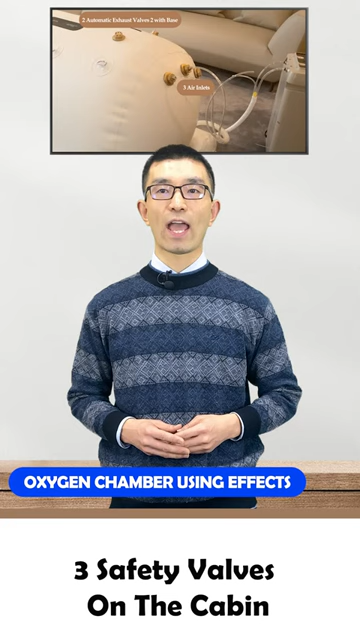 2 Automatic Exhaust Valves 2 with Base
3 Air Inlets
OXYGEN CHAMBER USING EFFECTS
3 Safety Valves
On The Cabin